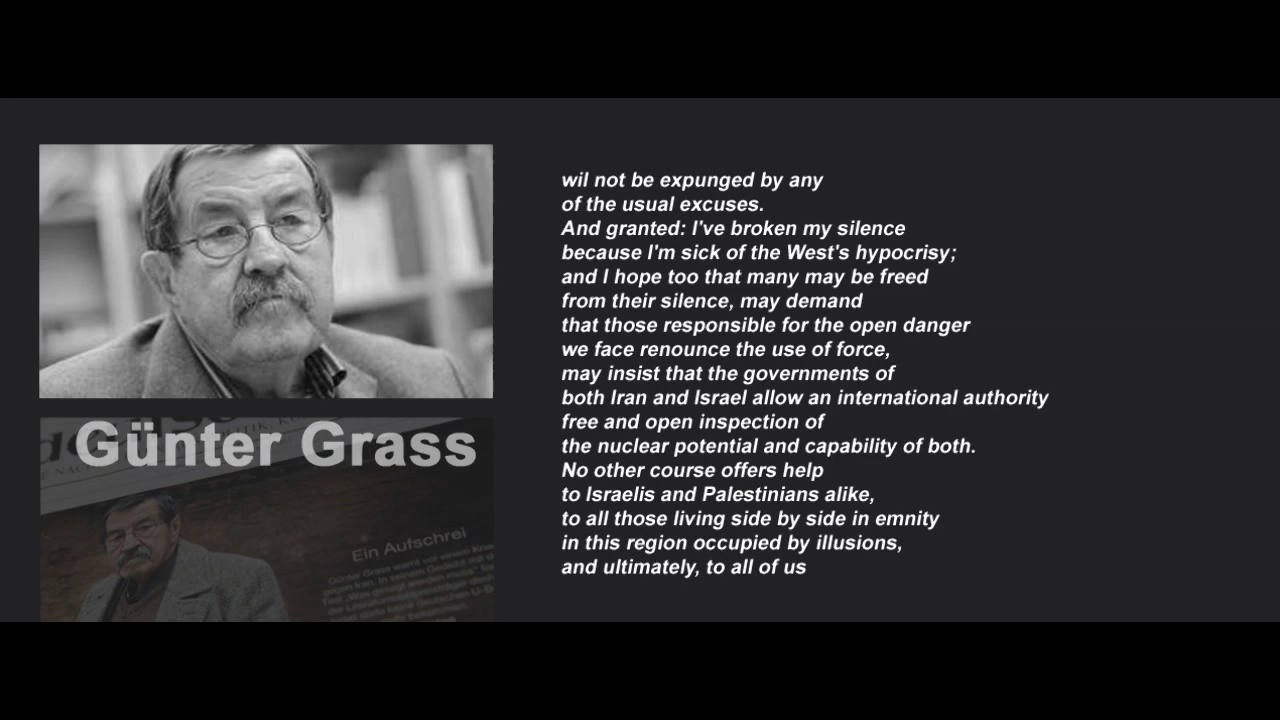 Günter Grass
Ein Aufschrei
wil not be expunged by any
of the usual excuses.
And granted: I've broken my silence
because I'm sick of the West's hypocrisy;
and I hope too that many may be freed
from their silence, may demand
that those responsible for the open danger
we face renounce the use of force,
may insist that the governments of
both Iran and Israel allow an international authority
free and open inspection of
the nuclear potential and capability of both.
No other course offers help
to Israelis and Palestinians alike,
to all those living side by side in emnity
in this region occupied by illusions,
and ultimately, to all of us